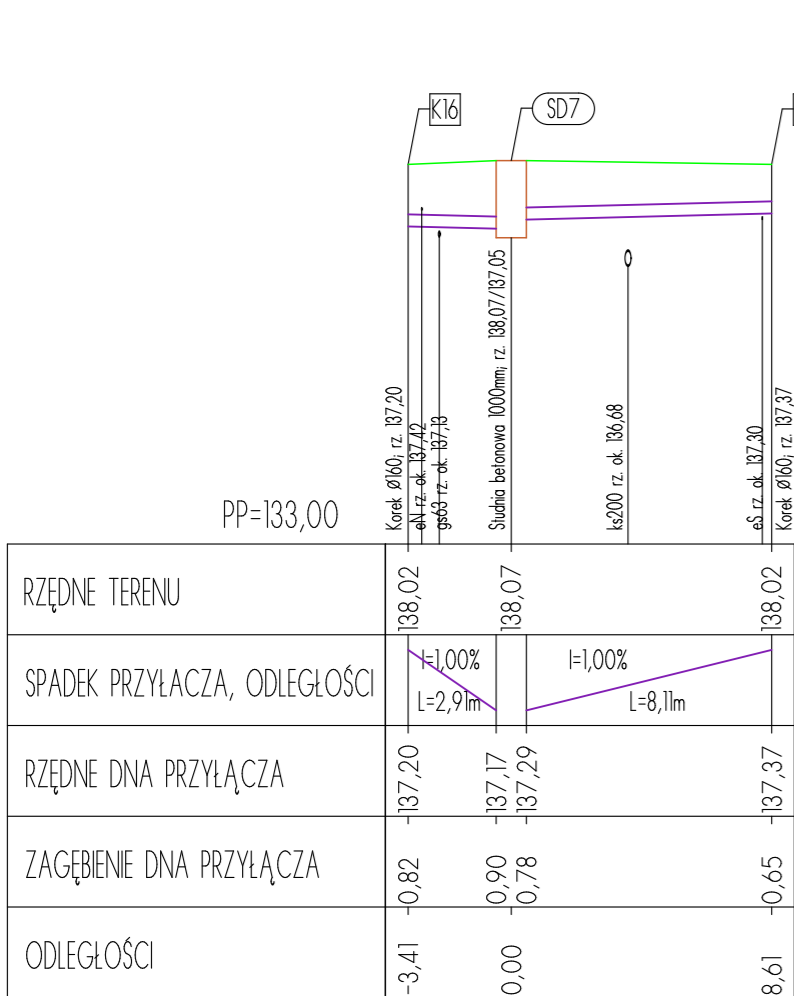 K16
SD7
Korek Ø160; rz. 137,20
eN rz. ok. 137,42
gs63 rz. ok. 137,13
Studnia betonowa 1000mm; rz. 138,07/137,05
ks200 rz. ok. 136,68
eS rz. ok. 137,30
Korek Ø160; rz. 137,37
PP=133,00
RZĘDNE TERENU
138,02
138,07
138,02
SPADEK PRZYŁACZA, ODLEGŁOŚCI
I=1,00%
L=2,91m
I=1,00%
L=8,11m
RZĘDNE DNA PRZYŁĄCZA
137,20
137,17
137,29
137,37
ZAGĘBIENIE DNA PRZYŁĄCZA
0,82
0,90
0,78
0,65
ODLEGŁOŚCI
-3,41
0,00
8,61